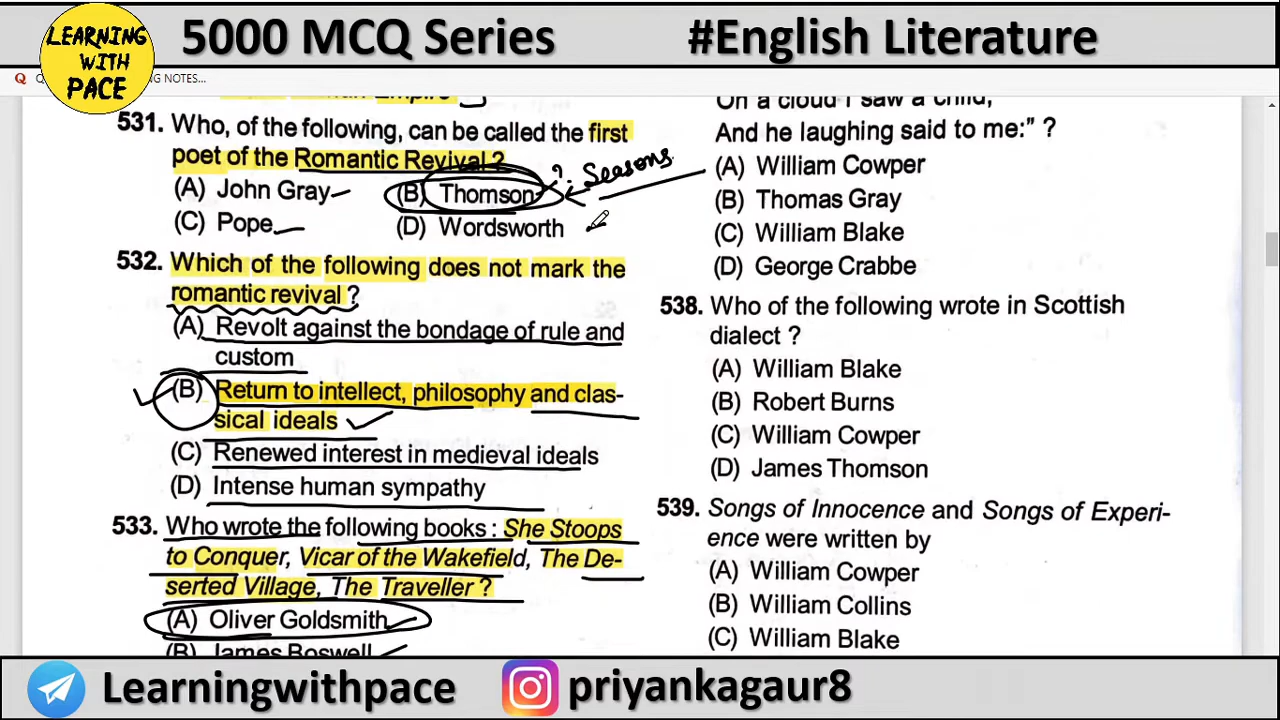 LEARNING
WITH
PACE
5000 MCQ Series
#English Literature
NG NOTES...
531. Who, of the following, can be called the first
poet of the Romantic Revival ?
(A) John Gray
(B) Thomson
?. Seasons
(C) Pope
(D) Wordsworth
532. Which of the following does not mark the
romantic revival ?
(A) Revolt against the bondage of rule and
custom
(B) Return to intellect, philosophy and clas-
sical ideals
(C) Renewed interest in medieval ideals
(D) Intense human sympathy
533. Who wrote the following books : She Stoops
to Conquer, Vicar of the Wakefield, The De-
serted Village, The Traveller ?
(A) Oliver Goldsmith
(B) James Boswell
On a cloud I saw a child,
And he laughing said to me:” ?
(A) William Cowper
(B) Thomas Gray
(C) William Blake
(D) George Crabbe
538. Who of the following wrote in Scottish
dialect ?
(A) William Blake
(B) Robert Burns
(C) William Cowper
(D) James Thomson
539. Songs of Innocence and Songs of Experi-
ence were written by
(A) William Cowper
(B) William Collins
(C) William Blake
Learningwithpace
priyankagaur8